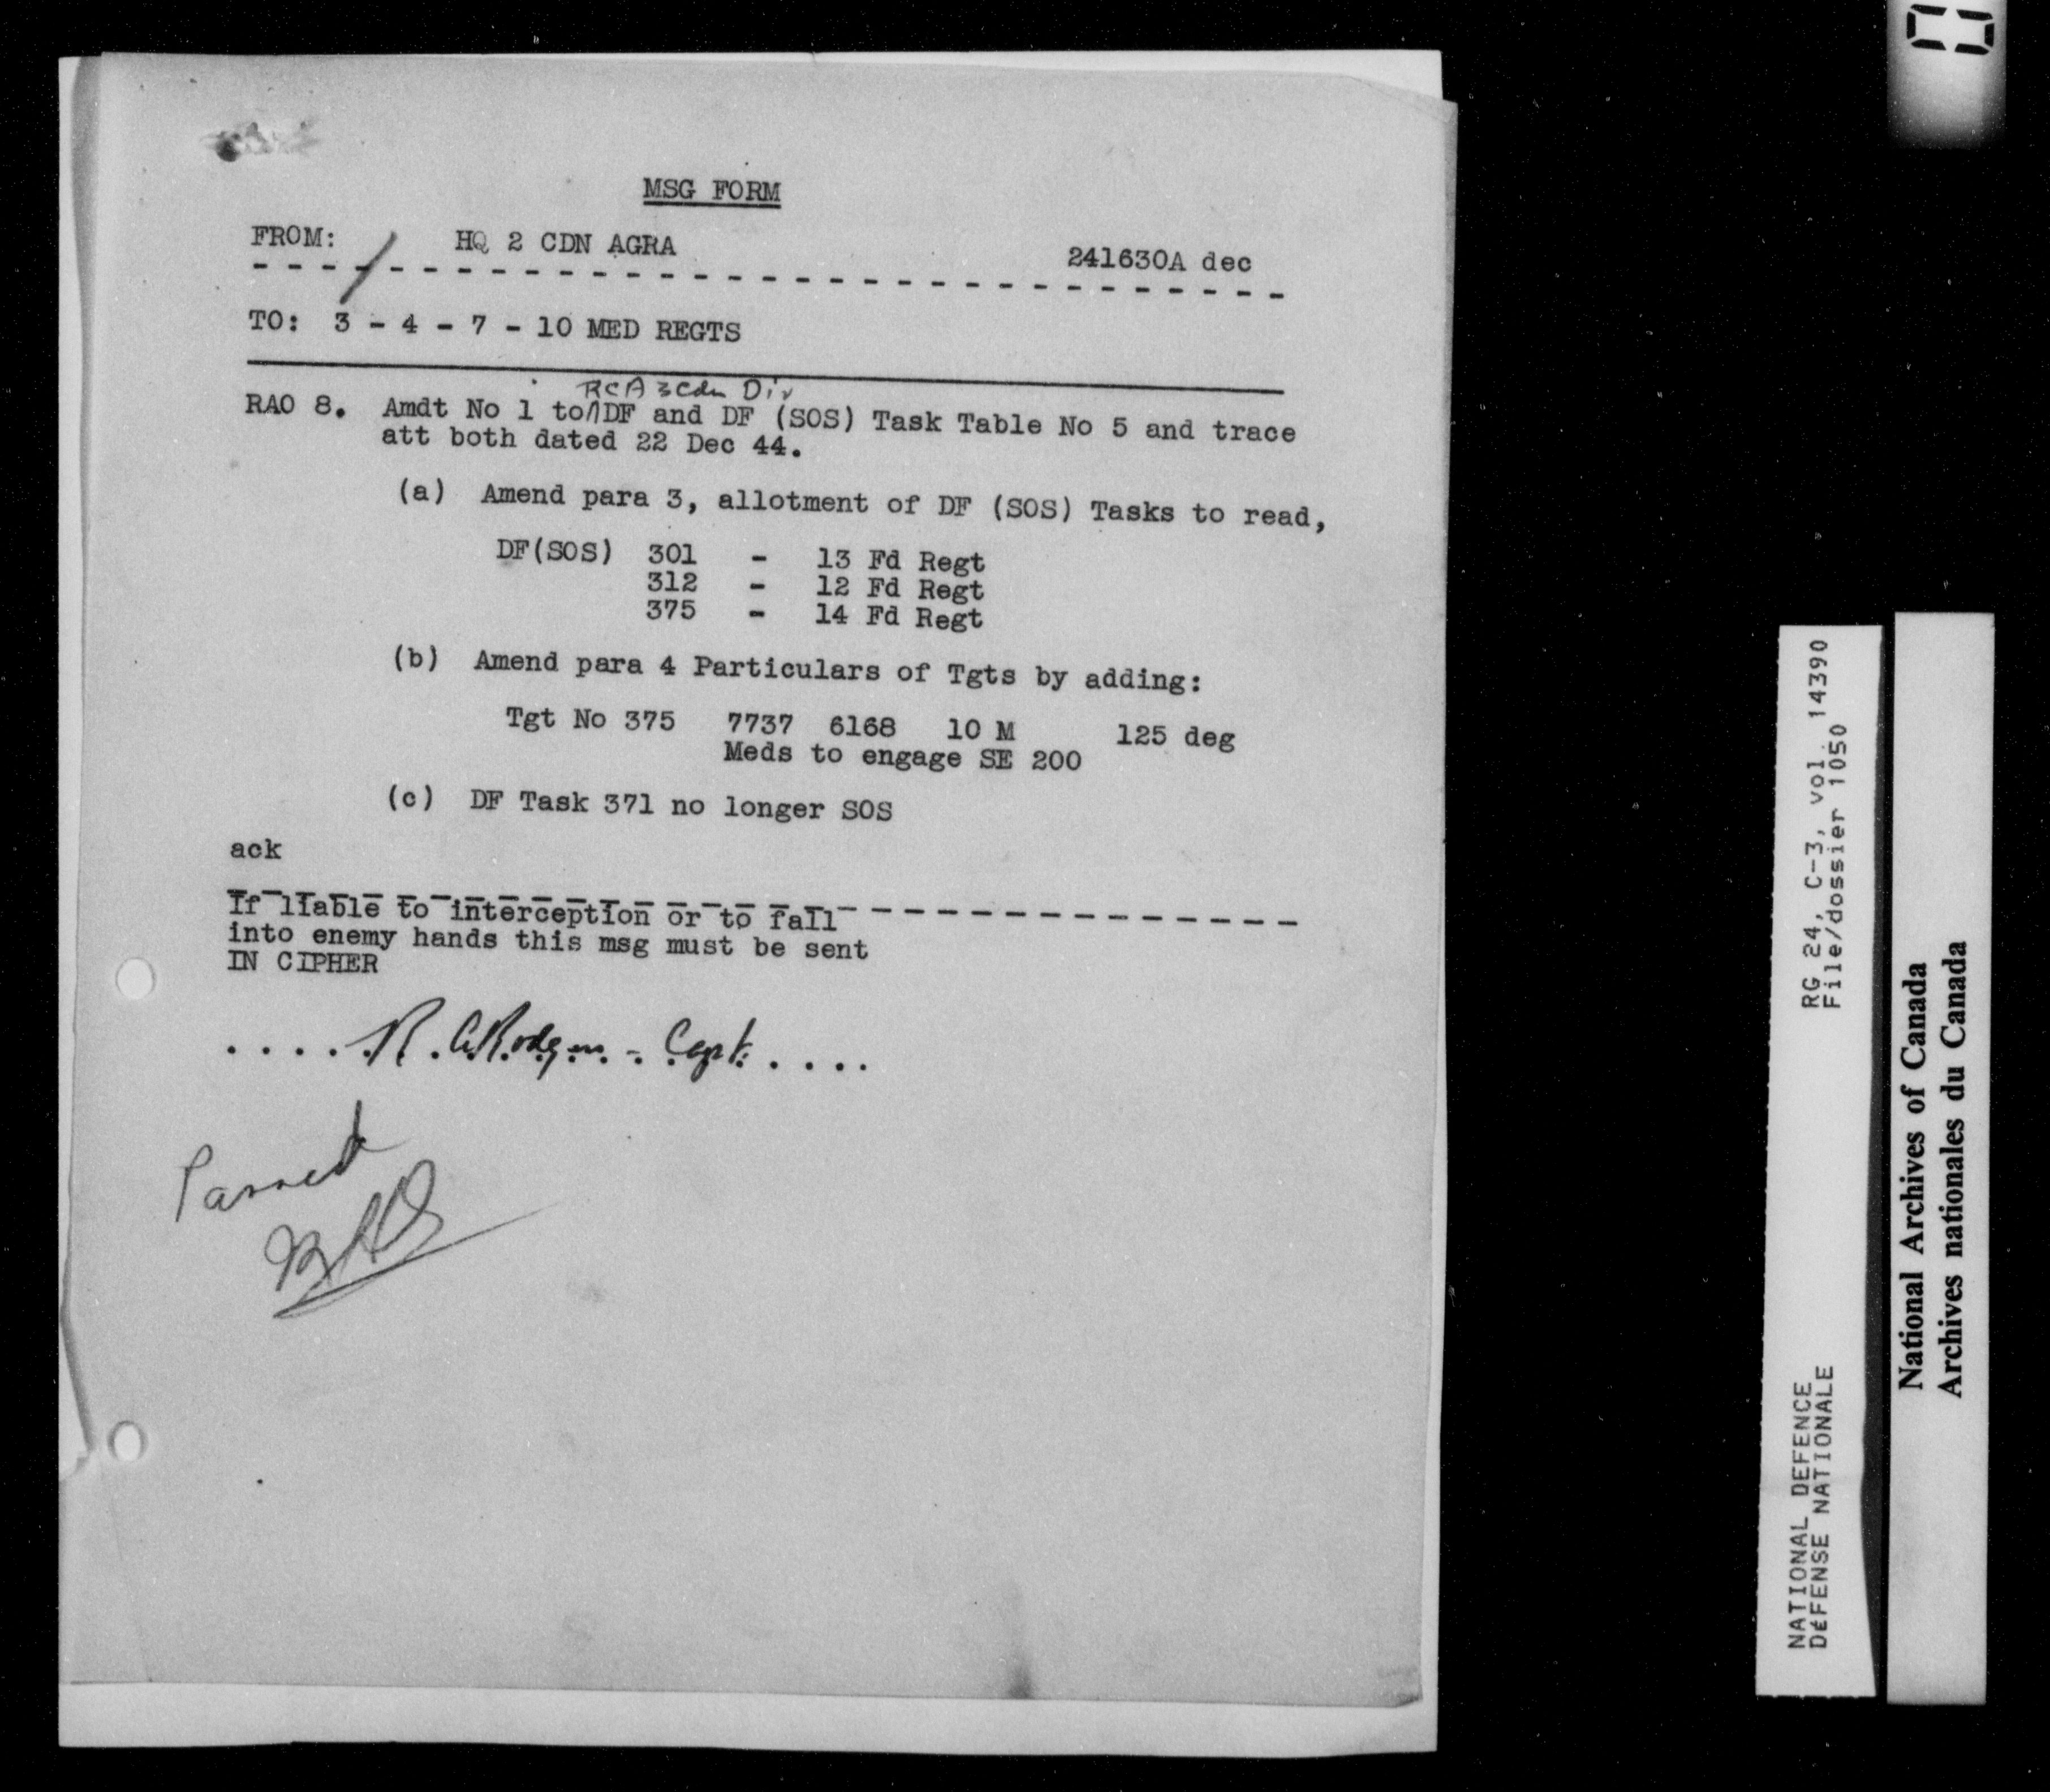 MSG FORM
FROM: HQ 2 CDN AGRA 241630A dec
TO: 3 - 4 - 7 - 10 MED REGTS
RCA 3 Cdn Div
RAO 8. Amdt No 1 to DF and DF (SOS) Task Table No 5 and trace
att both dated 22 Dec 44.
(a) Amend para 3, allotment of DF (SOS) Tasks to read,
DF(SOS) 301 - 13 Fd Regt
312 - 12 Fd Regt
375 - 14 Fd Regt
(b) Amend para 4 Particulars of Tgts by adding:
Tgt No 375 7737 6168 10 M 125 deg
Meds to engage SE 200
(c) DF Task 371 no longer SOS
ack
If liable to interception or to fall
into enemy hands this msg must be sent
IN CIPHER
.... R. Capt. ....
Passed
RG 24, C-3, vol. 14390
File/dossier 1050
NATIONAL DEFENCE
DÉFENSE NATIONALE
National Archives of Canada
Archives nationales du Canada